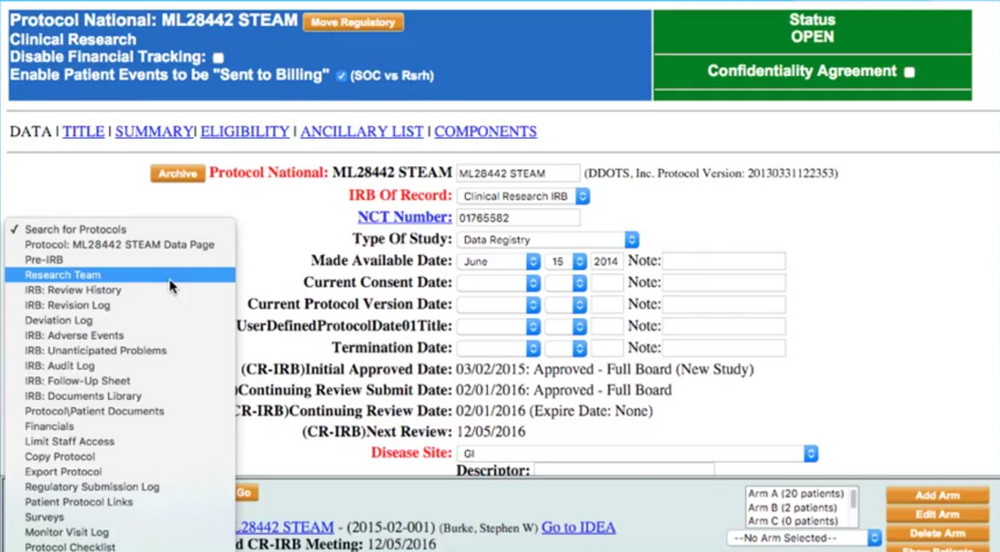 Protocol National: ML28442 STEAM Move Regulatory
Clinical Research
Disable Financial Tracking:
Enable Patient Events to be "Sent to Billing" (SOC vs Rsrh)
Status
OPEN
Confidentiality Agreement
DATA | TITLE | SUMMARY| ELIGIBILITY | ANCILLARY LIST | COMPONENTS
Archive Protocol National: ML28442 STEAM ML28442 STEAM (DDOTS, Inc. Protocol Version: 20130331122353)
IRB Of Record: Clinical Research IRB
NCT Number: 01765582
Type Of Study: Data Registry
Made Available Date: June 15 2014 Note:
Current Consent Date: Note:
Current Protocol Version Date: Note:
UserDefinedProtocolDate01Title: Note:
Termination Date: Note:
(CR-IRB)Initial Approved Date: 03/02/2015: Approved - Full Board (New Study)
)Continuing Review Submit Date: 02/01/2016: Approved - Full Board
CR-IRB)Continuing Review Date: 02/01/2016 (Expire Date: None)
(CR-IRB)Next Review: 12/05/2016
Disease Site: GI
Descriptor:
✓ Search for Protocols
Protocol: ML28442 STEAM Data Page
Pre-IRB
Research Team
IRB: Review History
IRB: Revision Log
Deviation Log
IRB: Adverse Events
IRB: Unanticipated Problems
IRB: Audit Log
IRB: Follow-Up Sheet
IRB: Documents Library
Protocol\Patient Documents
Financials
Limit Staff Access
Copy Protocol
Export Protocol
Regulatory Submission Log
Patient Protocol Links
Surveys
Monitor Visit Log
Protocol Checklist
Go
L28442 STEAM - (2015-02-001) (Burke, Stephen W) Go to IDEA
d CR-IRB Meeting: 12/05/2016
Arm A (20 patients)
Arm B (2 patients)
Arm C (0 patients)
--No Arm Selected--
Add Arm
Edit Arm
Delete Arm
Show Patients